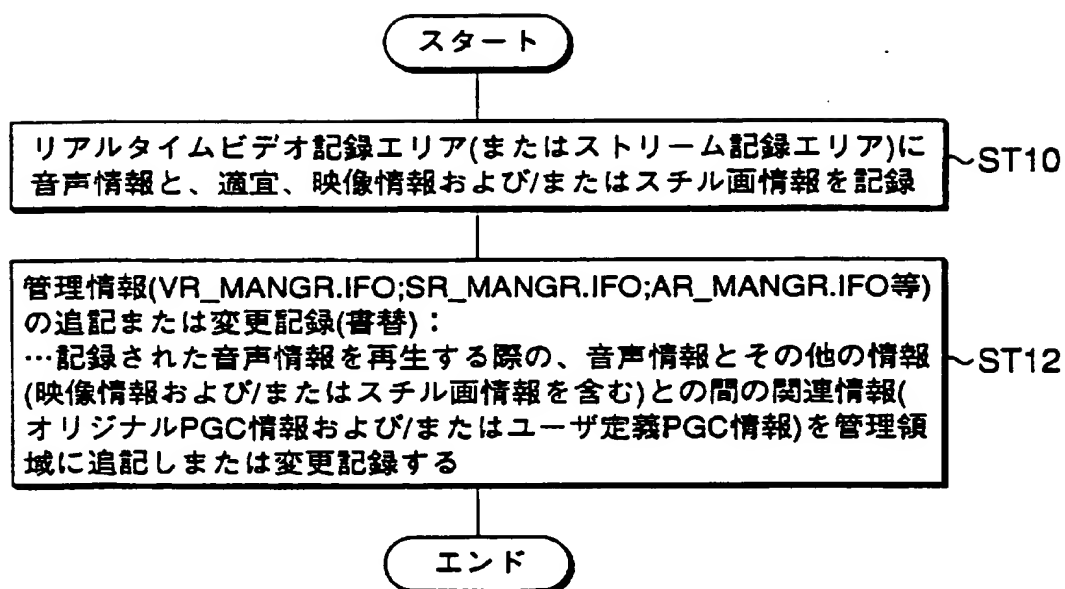 スタート
リアルタイムビデオ記録エリア(またはストリーム記録エリア)に
音声情報と、適宜、映像情報および/またはスチル画情報を記録
~ST10
管理情報(VR_MANGR.IFO;SR_MANGR.IFO;AR_MANGR.IFO等)
の追記または変更記録(書替)：
…記録された音声情報を再生する際の、音声情報とその他の情報
(映像情報および/またはスチル画情報を含む)との間の関連情報(
オリジナルPGC情報および/またはユーザ定義PGC情報)を管理領
域に追記しまたは変更記録する
~ST12
エンド